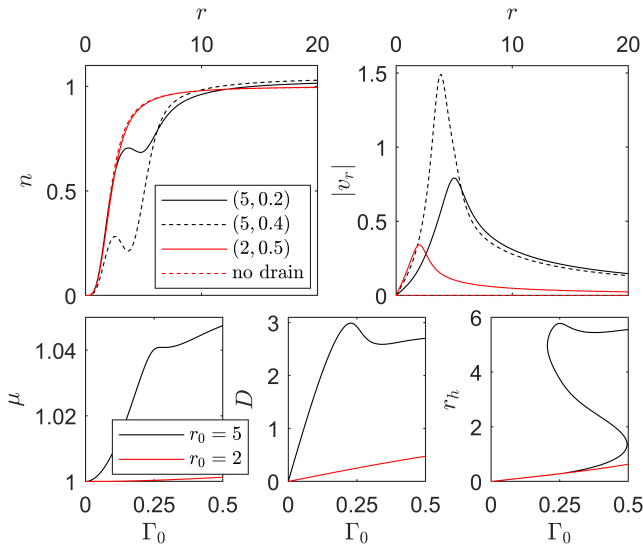 r r
0 10 20 0 10 20
1
0.5
0
n
(5, 0.2)
(5, 0.4)
(2, 0.5)
no drain
1.5
1
0.5
0
|v_r|
1.04
1.02
1
μ
r_0 = 5
r_0 = 2
0 0.25 0.5
Γ_0
3
2
1
0
D
0 0.25 0.5
Γ_0
6
4
2
0
r_h
0 0.25 0.5
Γ_0